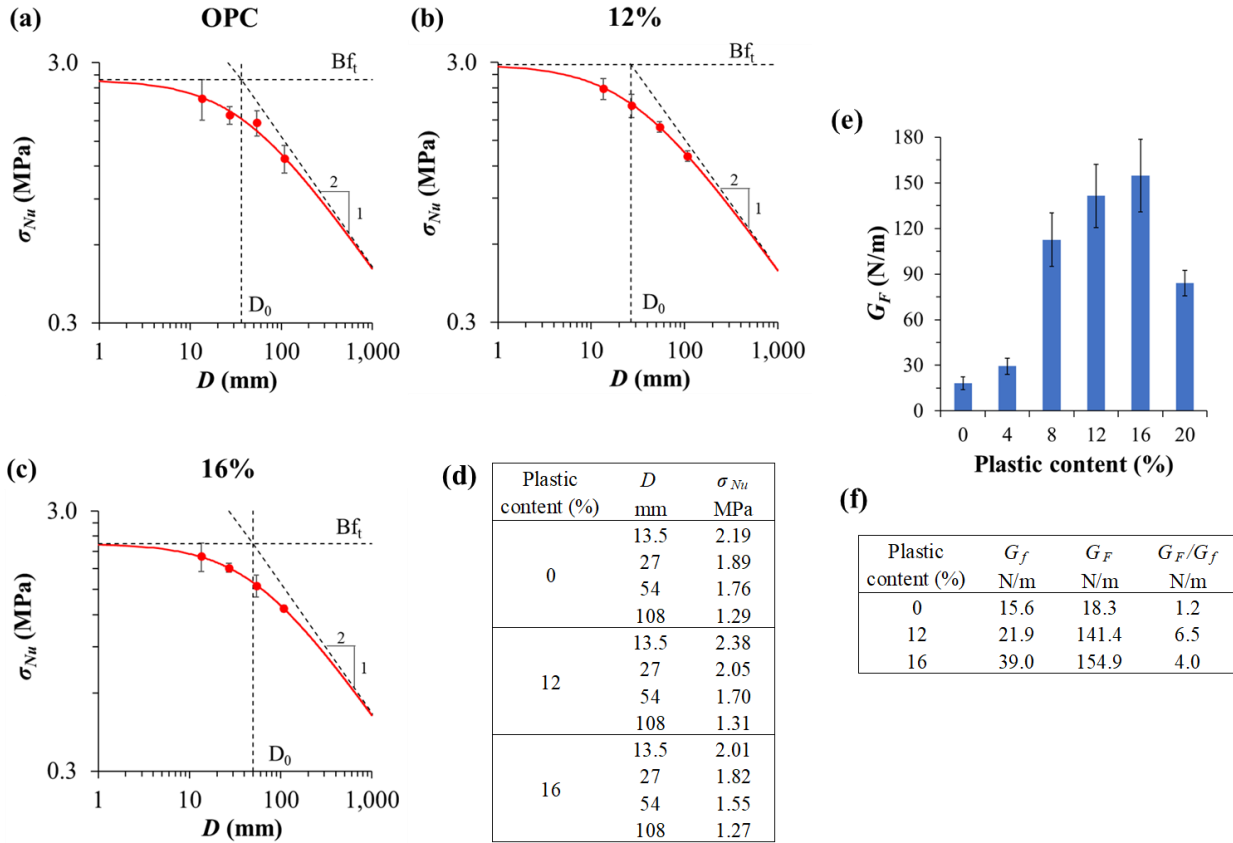 (a)
OPC
3.0
Bf_t
σ_Nu (MPa)
2
1
D_0
0.3
1 10 100 1,000
D (mm)
(b)
12%
3.0
Bf_t
σ_Nu (MPa)
2
1
D_0
0.3
1 10 100 1,000
D (mm)
(e)
180
150
120
90
60
30
0
G_F (N/m)
0 4 8 12 16 20
Plastic content (%)
(c)
16%
3.0
Bf_t
σ_Nu (MPa)
2
1
D_0
0.3
1 10 100 1,000
D (mm)
(d)
Plastic D σ_Nu
content (%) mm MPa
13.5 2.19
27 1.89
0
54 1.76
108 1.29
13.5 2.38
27 2.05
12
54 1.70
108 1.31
13.5 2.01
27 1.82
16
54 1.55
108 1.27
(f)
Plastic G_f G_F G_F/G_f
content (%) N/m N/m N/m
0 15.6 18.3 1.2
12 21.9 141.4 6.5
16 39.0 154.9 4.0